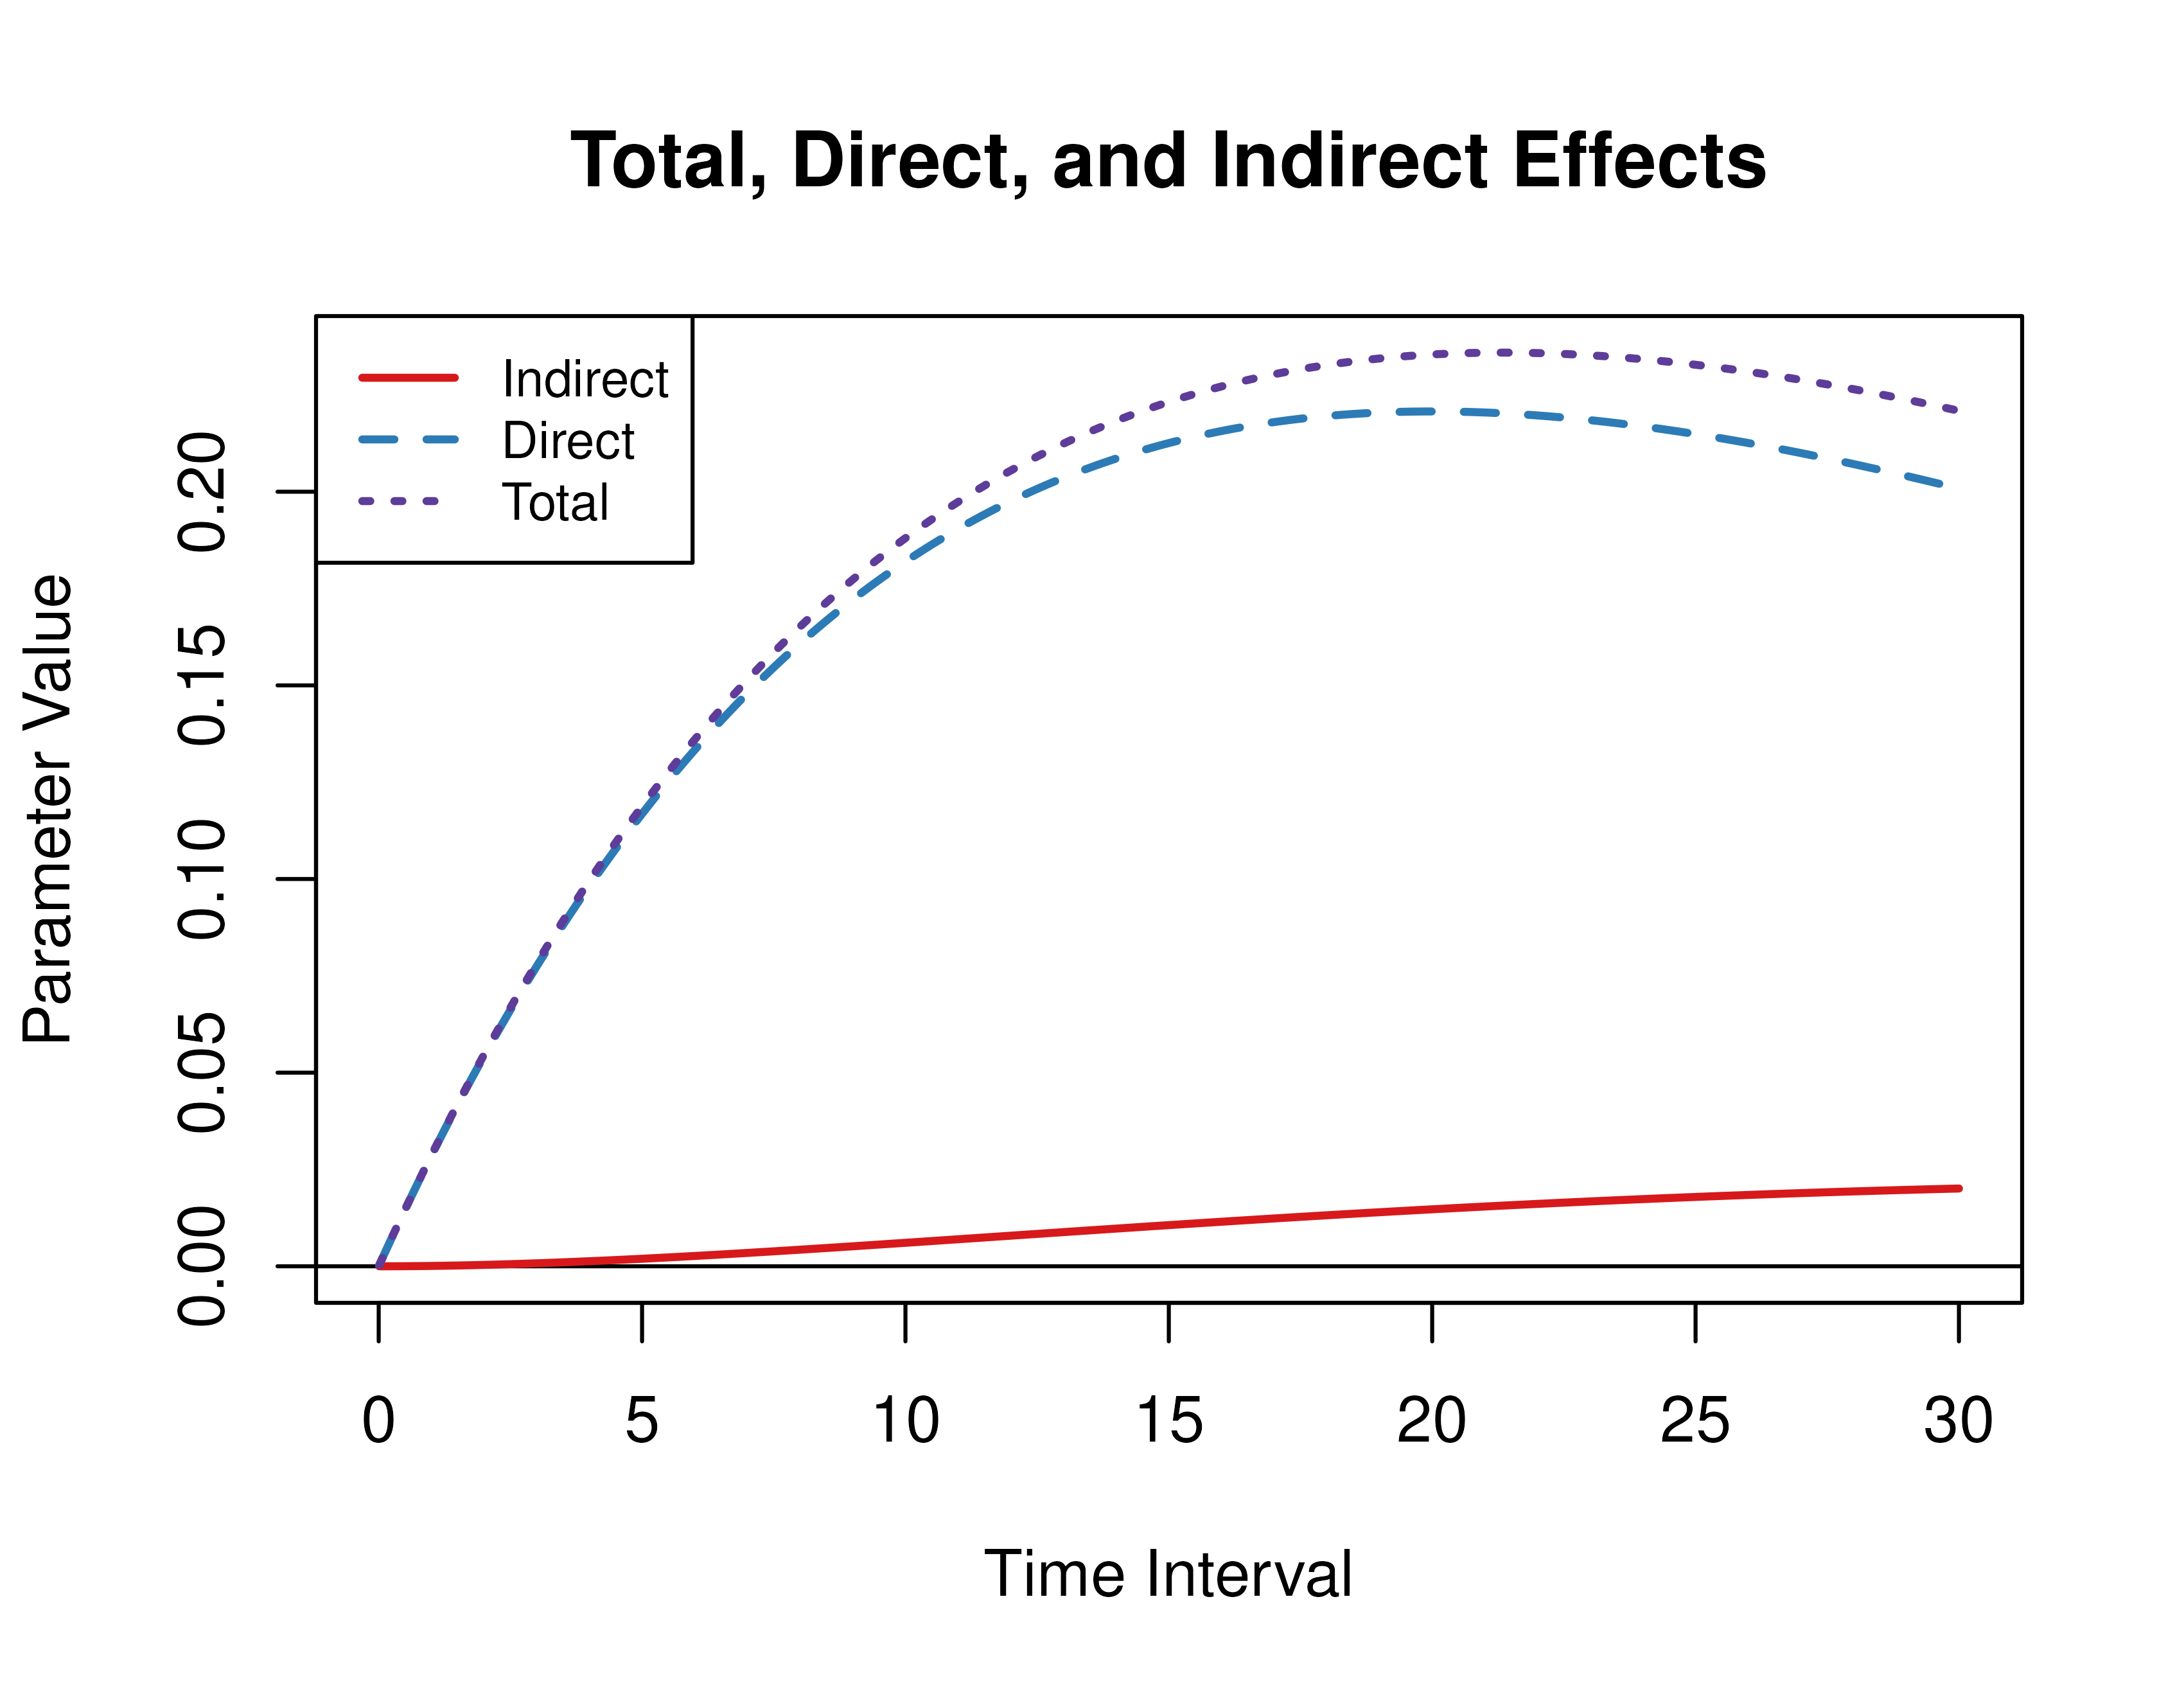 Total, Direct, and Indirect Effects
Indirect
Direct
Total
Parameter Value
0.20
0.15
0.10
0.05
0.00
0 5 10 15 20 25 30
Time Interval